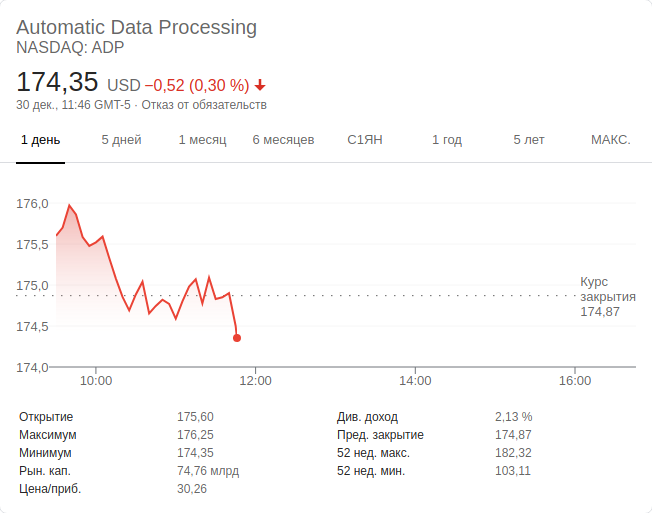 Automatic Data Processing
NASDAQ: ADP
174,35 USD −0,52 (0,30 %)
30 дек., 11:46 GMT-5 · Отказ от обязательств
1 день 5 дней 1 месяц 6 месяцев С1ЯН 1 год 5 лет МАКС.
176,0
175,5
175,0
174,5
174,0
Курс
закрытия
174,87
10:00 12:00 14:00 16:00
Открытие 175,60 Див. доход 2,13 %
Максимум 176,25 Пред. закрытие 174,87
Минимум 174,35 52 нед. макс. 182,32
Рын. кап. 74,76 млрд 52 нед. мин. 103,11
Цена/приб. 30,26